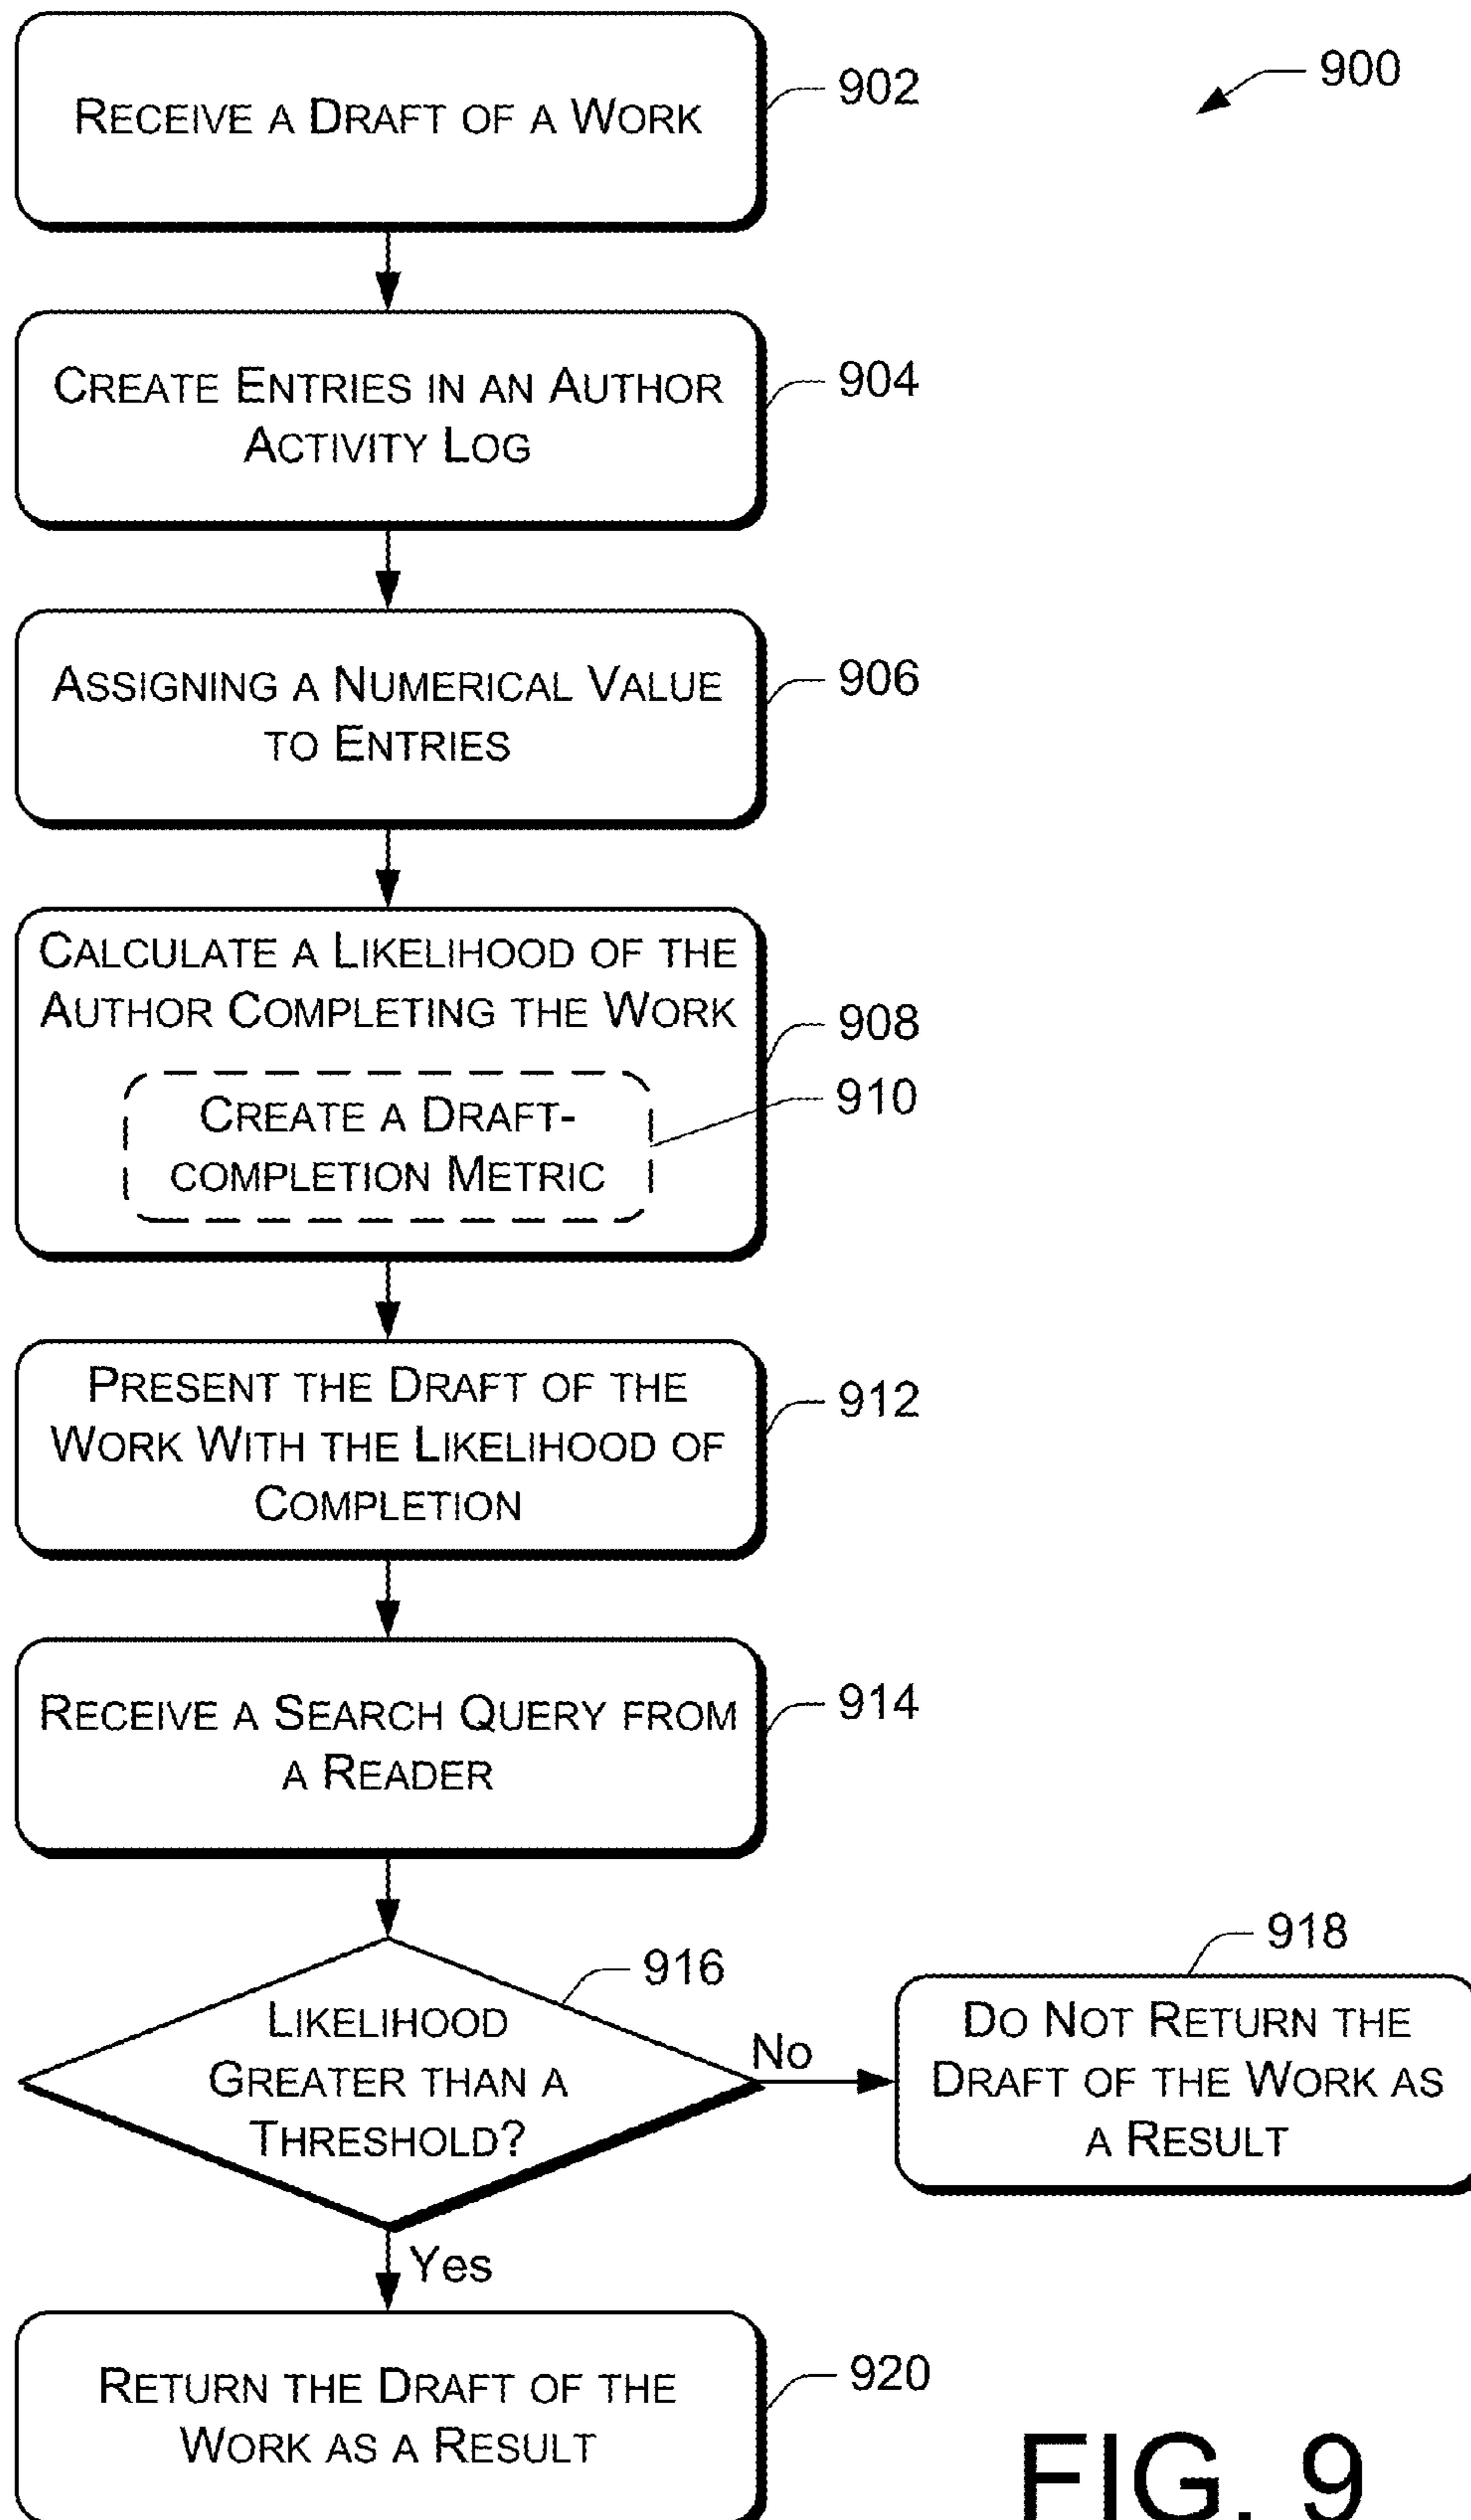 RECEIVE A DRAFT OF A WORK
902
900
CREATE ENTRIES IN AN AUTHOR
ACTIVITY LOG
904
ASSIGNING A NUMERICAL VALUE
TO ENTRIES
906
CALCULATE A LIKELIHOOD OF THE
AUTHOR COMPLETING THE WORK
908
CREATE A DRAFT-
COMPLETION METRIC
910
PRESENT THE DRAFT OF THE
WORK WITH THE LIKELIHOOD OF
COMPLETION
912
RECEIVE A SEARCH QUERY FROM
A READER
914
LIKELIHOOD
GREATER THAN A
THRESHOLD?
916
No
918
DO NOT RETURN THE
DRAFT OF THE WORK AS
A RESULT
Yes
RETURN THE DRAFT OF THE
WORK AS A RESULT
920
FIG. 9